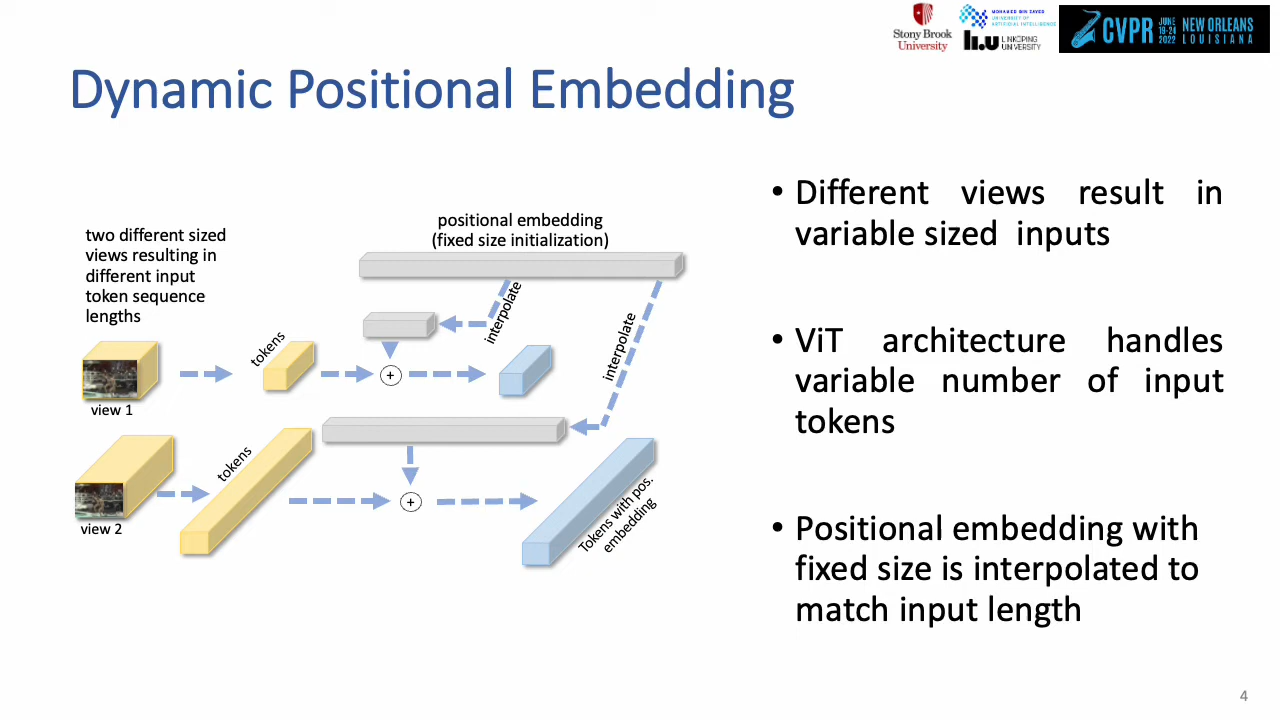 Stony Brook
University
MOHAMED BIN ZAYED
UNIVERSITY OF
ARTIFICIAL INTELLIGENCE
LINKÖPING
UNIVERSITY
CVPR
JUNE
19-24
2022
NEW ORLEANS
LOUISIANA
Dynamic Positional Embedding
two different sized
views resulting in
different input
token sequence
lengths
positional embedding
(fixed size initialization)
interpolate
interpolate
tokens
+
view 1
tokens
+
view 2
Tokens with pos.
embedding
• Different views result in
variable sized inputs
• ViT architecture handles
variable number of input
tokens
• Positional embedding with
fixed size is interpolated to
match input length
4